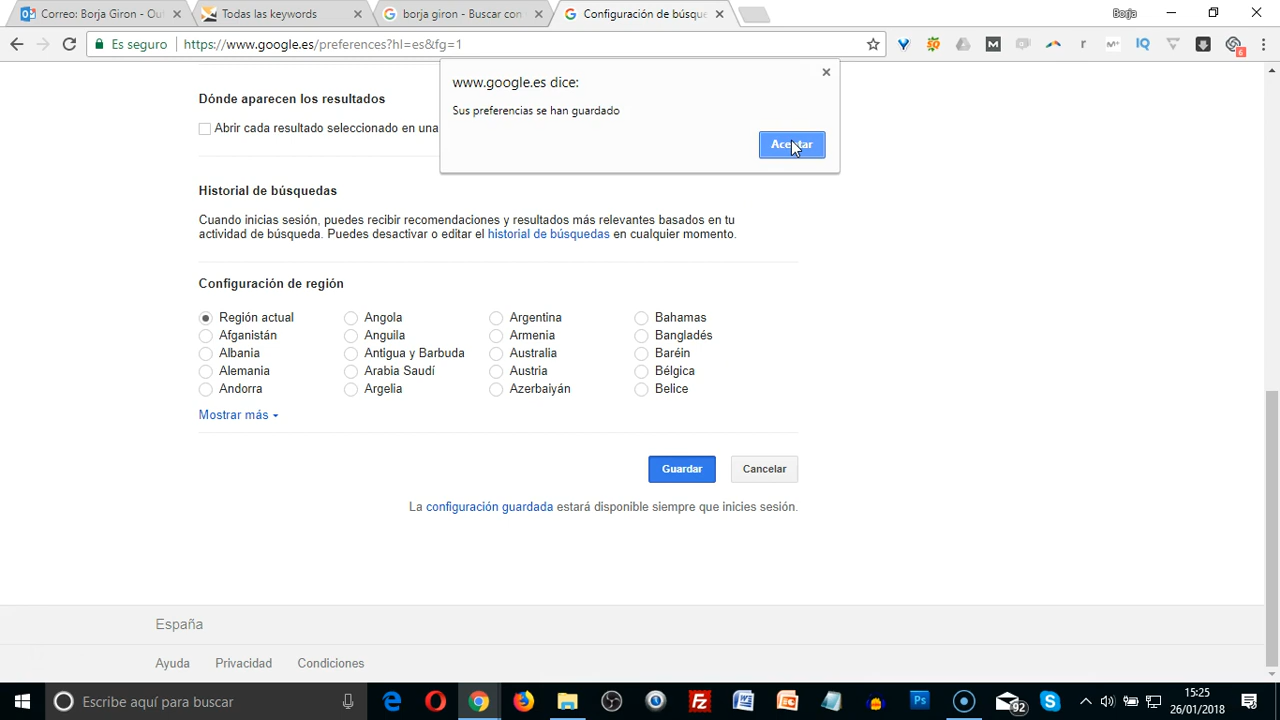 Correo: Borja Giron - Out
Todas las keywords
borja giron - Buscar con
Configuración de búsque
Borja
Es seguro
https://www.google.es/preferences?hl=es&fg=1
www.google.es dice:
Sus preferencias se han guardado
Aceptar
Dónde aparecen los resultados
Abrir cada resultado seleccionado en una
Historial de búsquedas
Cuando inicias sesión, puedes recibir recomendaciones y resultados más relevantes basados en tu
actividad de búsqueda. Puedes desactivar o editar el historial de búsquedas en cualquier momento.
Configuración de región
Región actual Angola Argentina Bahamas
Afganistán Anguila Armenia Bangladés
Albania Antigua y Barbuda Australia Baréin
Alemania Arabia Saudí Austria Bélgica
Andorra Argelia Azerbaiyán Belice
Mostrar más
Guardar Cancelar
La configuración guardada estará disponible siempre que inicies sesión.
España
Ayuda Privacidad Condiciones
Escribe aquí para buscar
92
15:25
26/01/2018